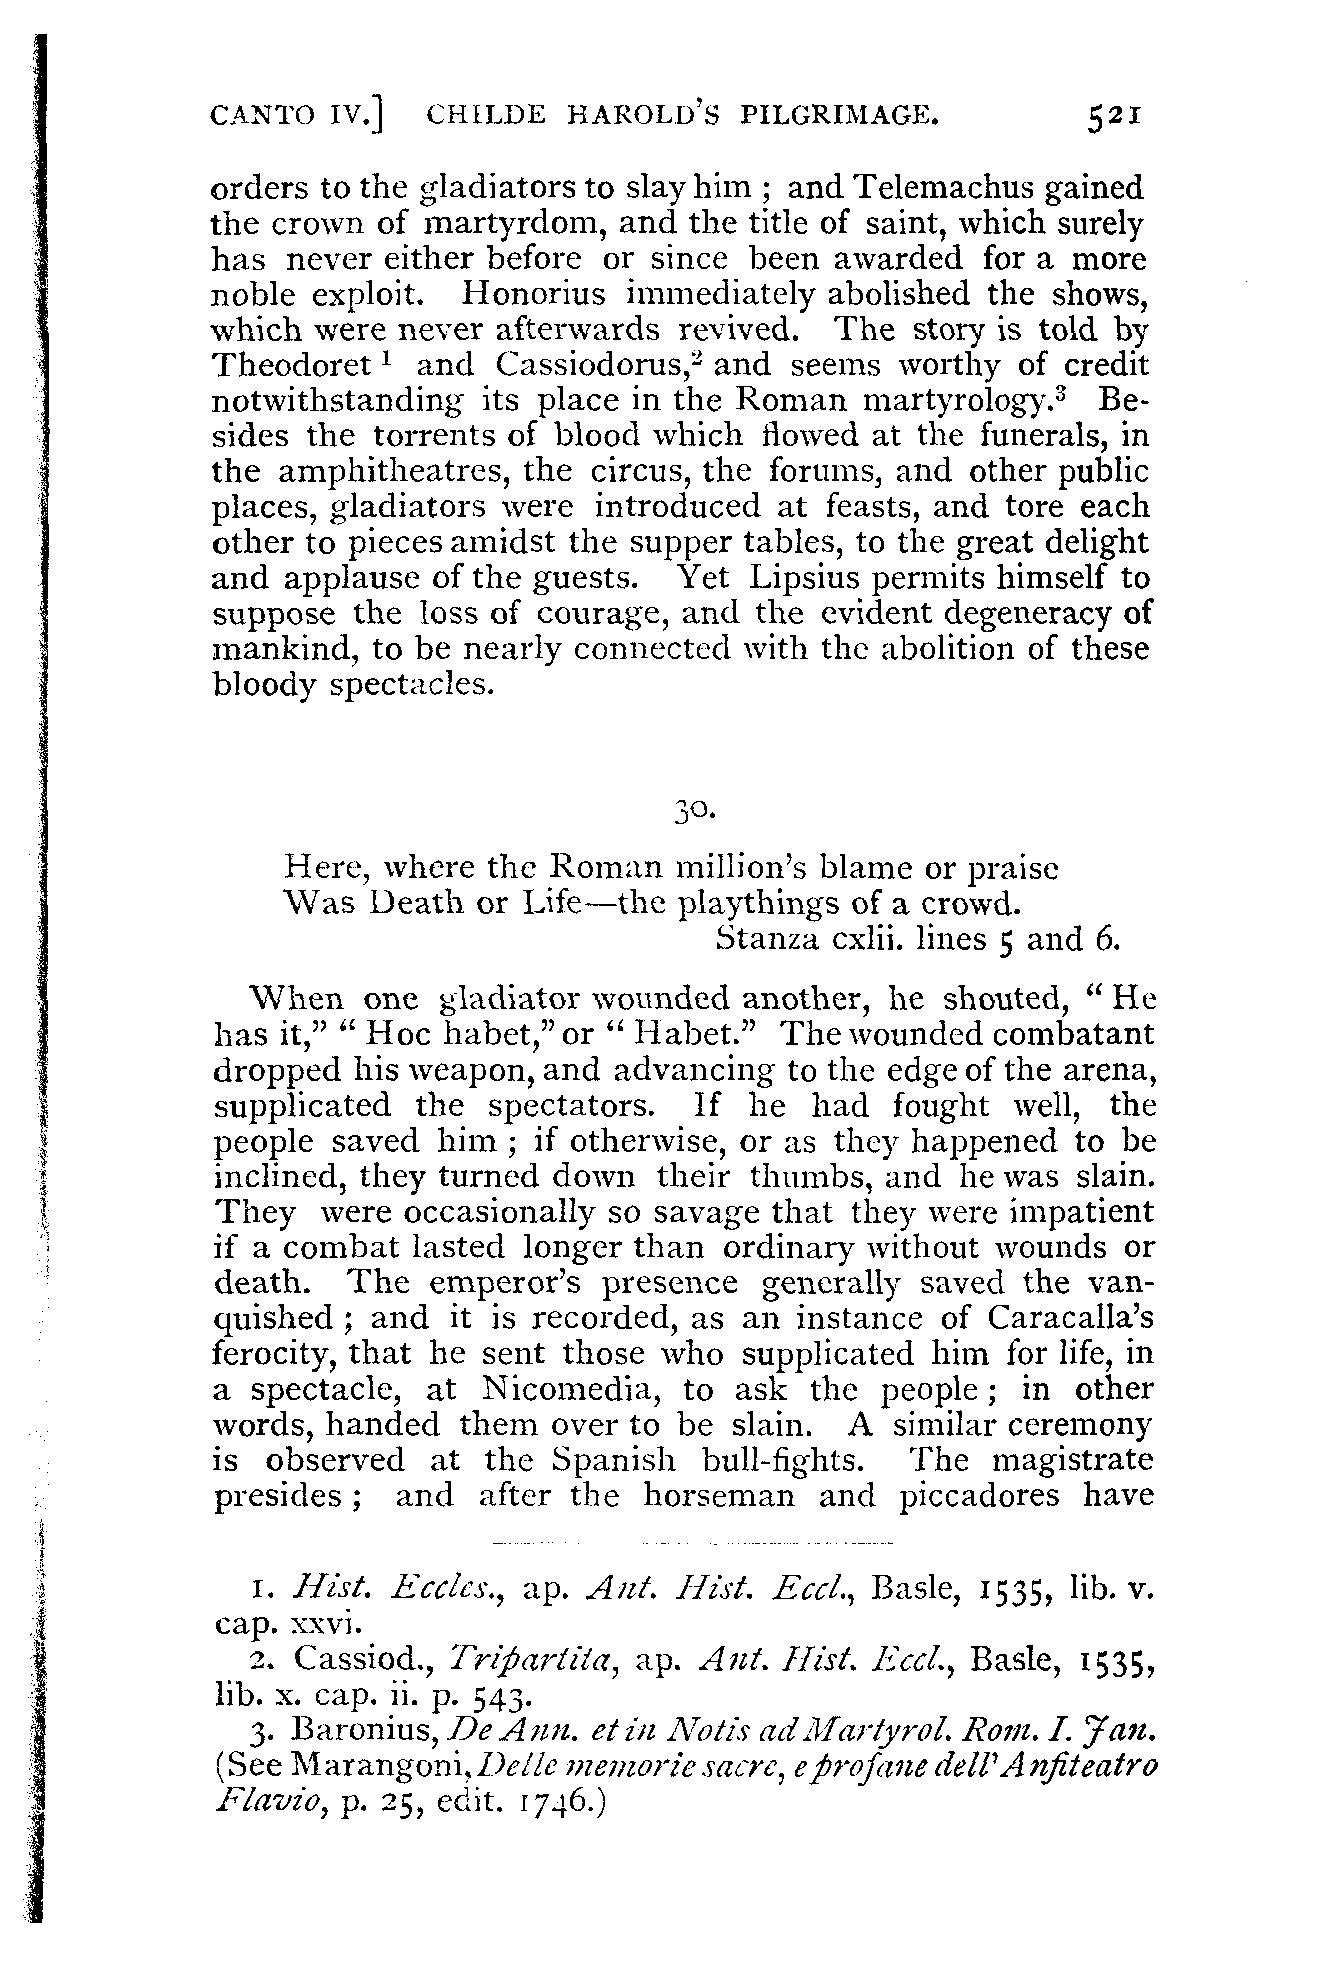 CANTO IV.] CHILDE HAROLD'S PILGRIMAGE. 521
orders to the gladiators to slay him ; and Telemachus gained
the crown of martyrdom, and the title of saint, which surely
has never either before or since been awarded for a more
noble exploit. Honorius immediately abolished the shows,
which were never afterwards revived. The story is told by
Theodoret ¹ and Cassiodorus,² and seems worthy of credit
notwithstanding its place in the Roman martyrology.³ Be-
sides the torrents of blood which flowed at the funerals, in
the amphitheatres, the circus, the forums, and other public
places, gladiators were introduced at feasts, and tore each
other to pieces amidst the supper tables, to the great delight
and applause of the guests. Yet Lipsius permits himself to
suppose the loss of courage, and the evident degeneracy of
mankind, to be nearly connected with the abolition of these
bloody spectacles.
30.
Here, where the Roman million's blame or praise
Was Death or Life—the playthings of a crowd.
Stanza cxlii. lines 5 and 6.
When one gladiator wounded another, he shouted, “ He
has it,” “ Hoc habet,” or “ Habet.” The wounded combatant
dropped his weapon, and advancing to the edge of the arena,
supplicated the spectators. If he had fought well, the
people saved him ; if otherwise, or as they happened to be
inclined, they turned down their thumbs, and he was slain.
They were occasionally so savage that they were impatient
if a combat lasted longer than ordinary without wounds or
death. The emperor's presence generally saved the van-
quished ; and it is recorded, as an instance of Caracalla's
ferocity, that he sent those who supplicated him for life, in
a spectacle, at Nicomedia, to ask the people ; in other
words, handed them over to be slain. A similar ceremony
is observed at the Spanish bull-fights. The magistrate
presides ; and after the horseman and piccadores have
1. Hist. Eccles., ap. Ant. Hist. Eccl., Basle, 1535, lib. v.
cap. xxvi.
2. Cassiod., Tripartita, ap. Ant. Hist. Eccl., Basle, 1535,
lib. x. cap. ii. p. 543.
3. Baronius, De Ann. et in Notis ad Martyrol. Rom. I. Jan.
(See Marangoni, Delle memorie sacre, e profane dell' Anfiteatro
Flavio, p. 25, edit. 1746.)